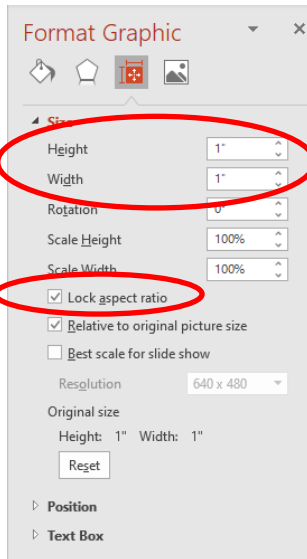 Format Graphic
Size
Height 1"
Width 1"
Rotation 0°
Scale Height 100%
Scale Width 100%
Lock aspect ratio
Relative to original picture size
Best scale for slide show
Resolution 640 x 480
Original size
Height: 1" Width: 1"
Reset
Position
Text Box